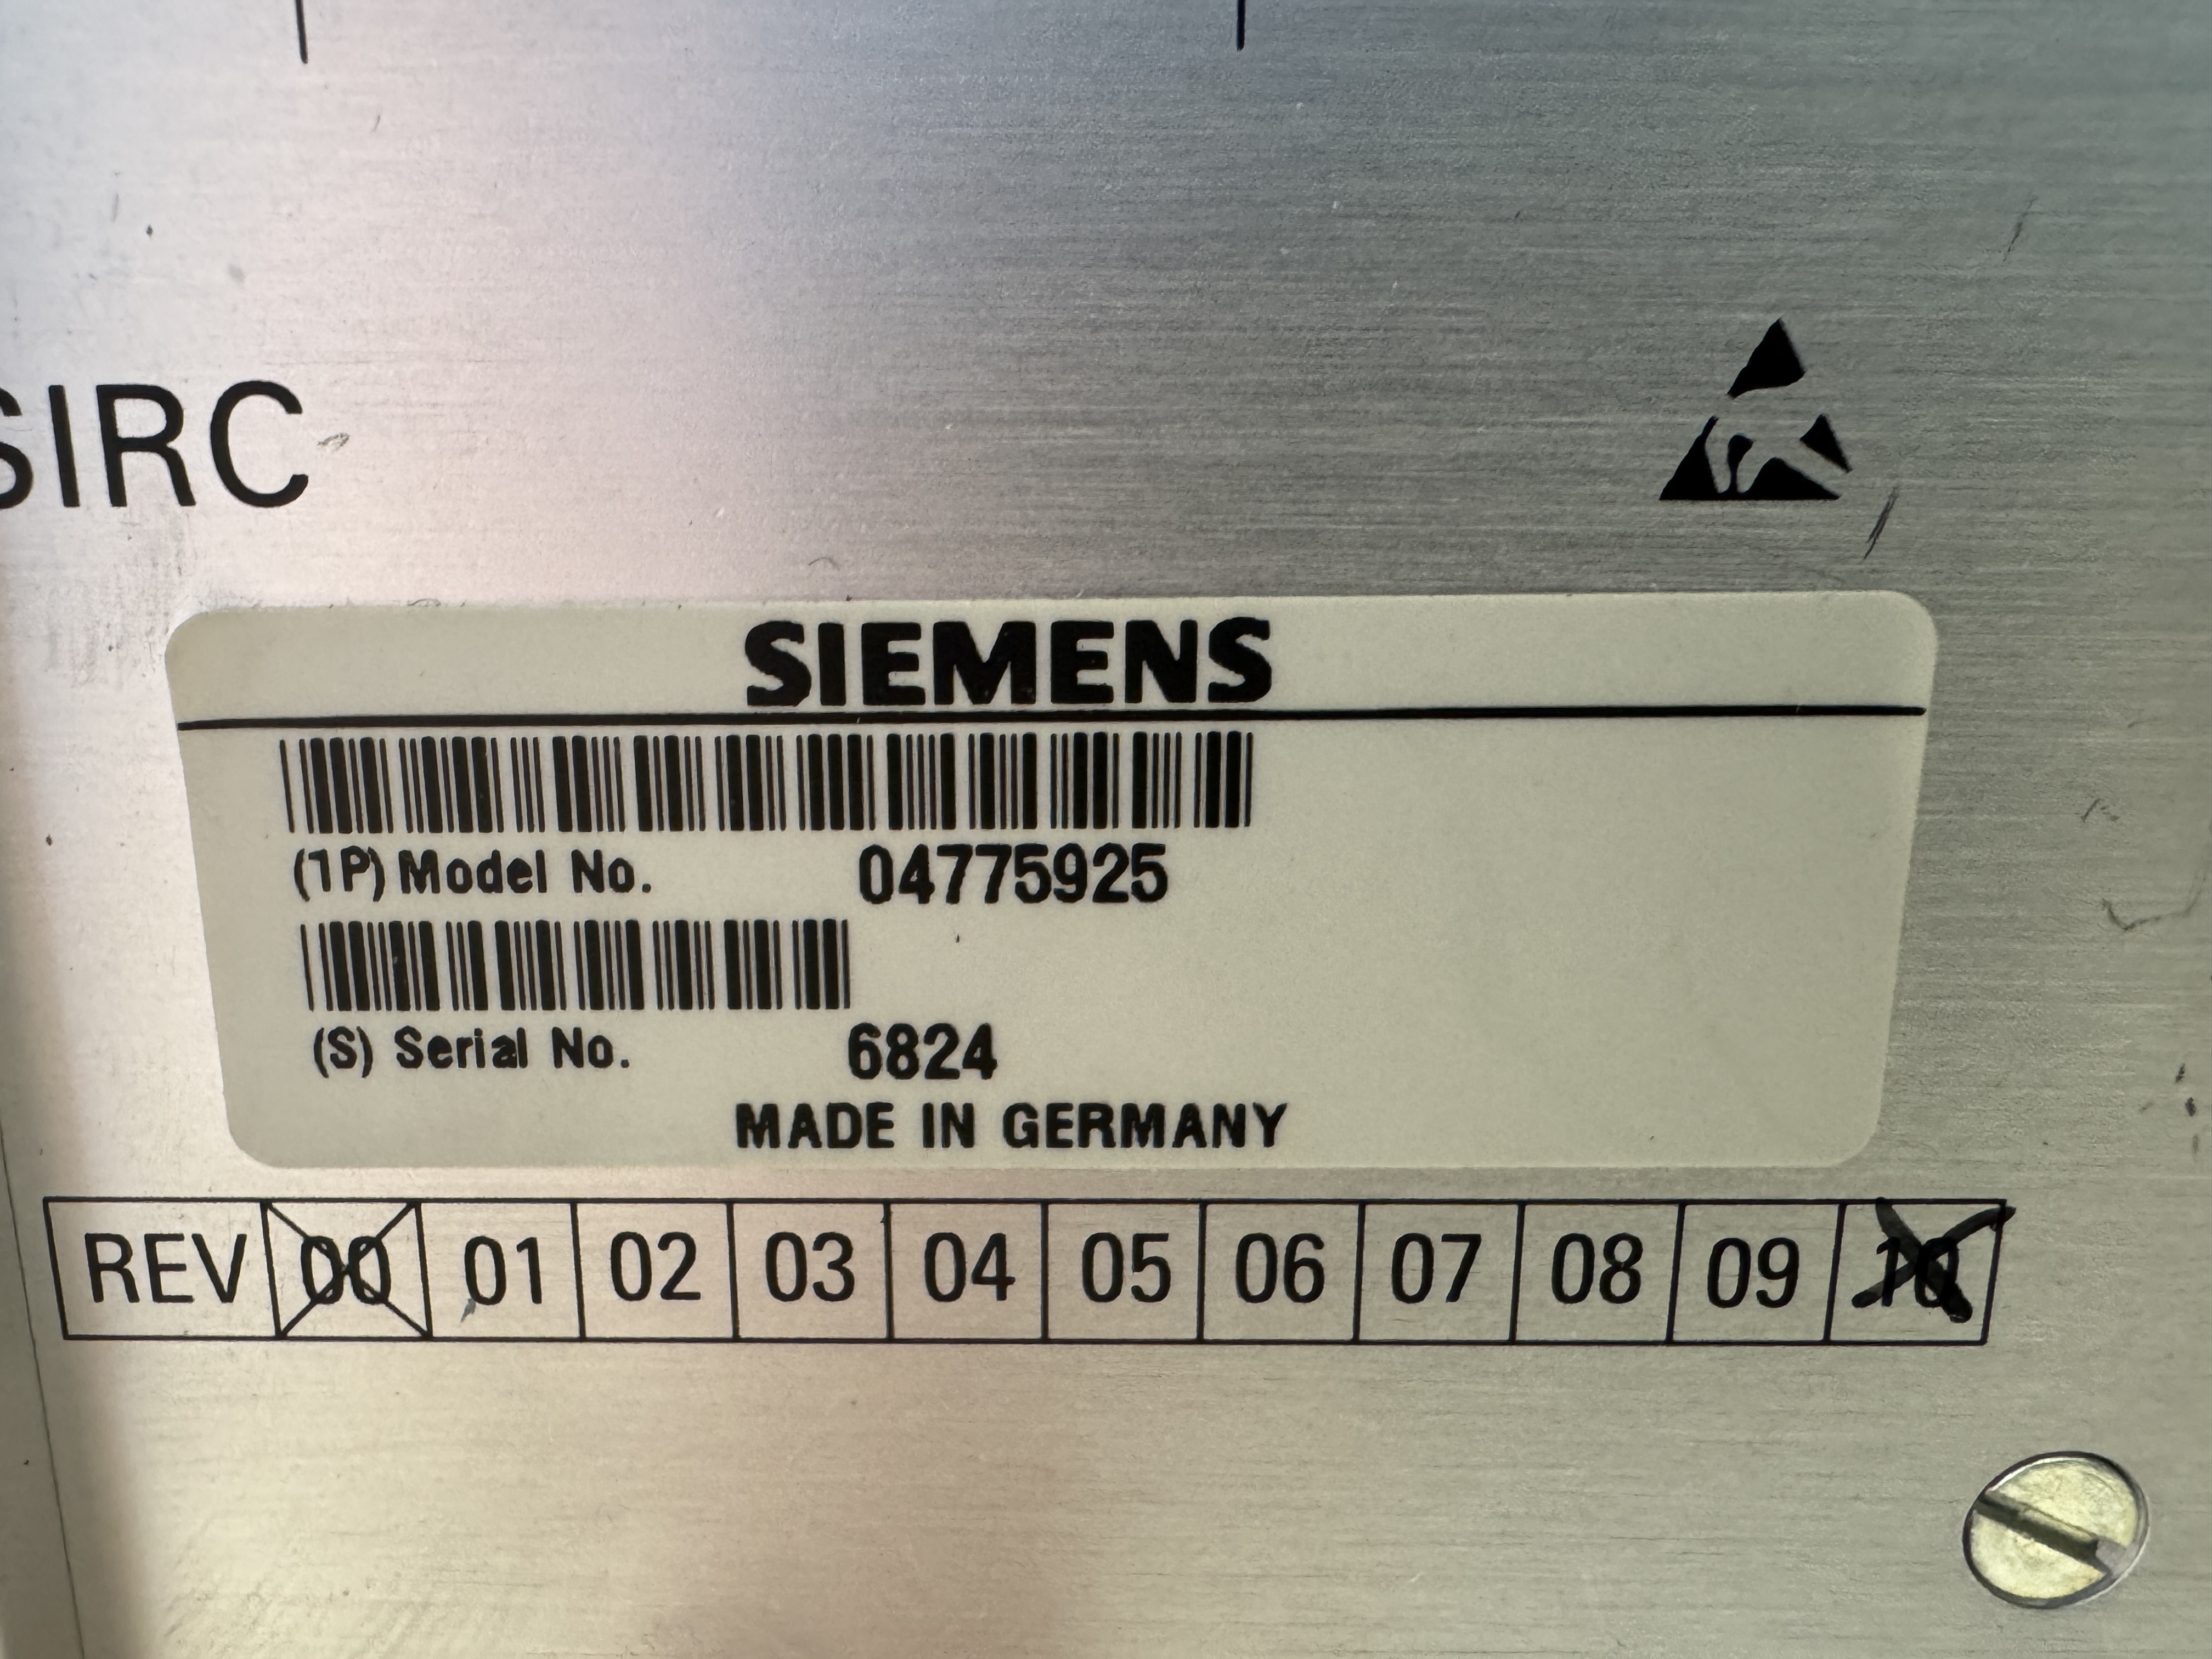 SIRC
SIEMENS
(1P) Model No. 04775925
(S) Serial No. 6824
MADE IN GERMANY
REV 00 01 02 03 04 05 06 07 08 09 10